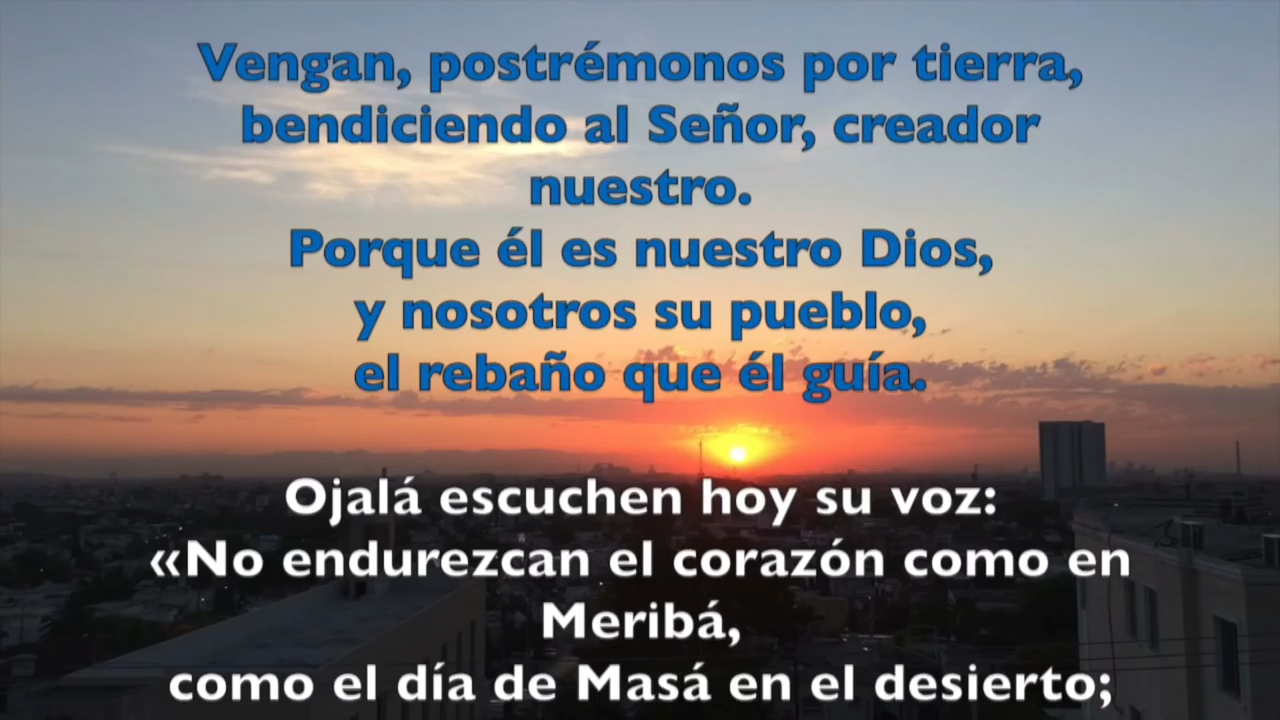 Vengan, postrémonos por tierra,
bendiciendo al Señor, creador
nuestro.
Porque él es nuestro Dios,
y nosotros su pueblo,
el rebaño que él guía.
Ojalá escuchen hoy su voz:
«No endurezcan el corazón como en
Meribá,
como el día de Masá en el desierto;